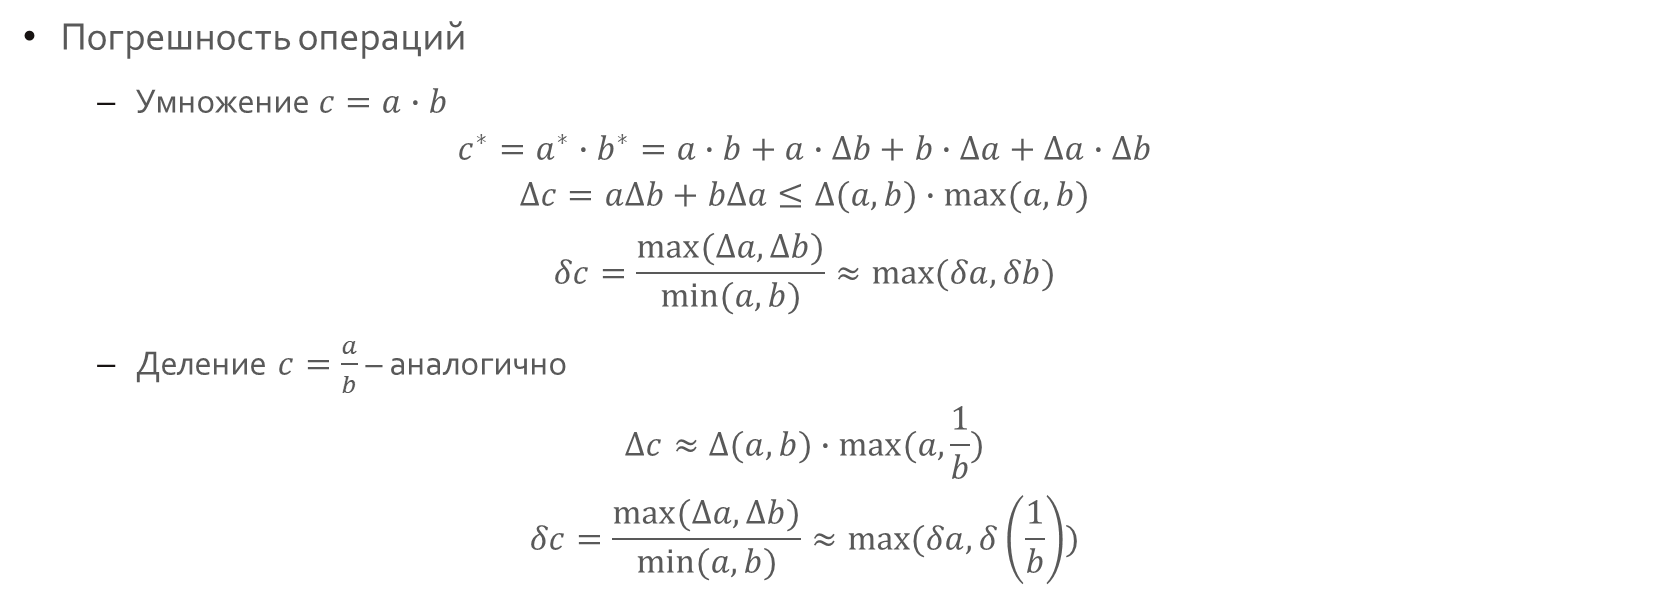 • Погрешность операций
– Умножение c = a · b
c* = a* · b* = a · b + a · Δb + b · Δa + Δa · Δb
Δc = aΔb + bΔa ≤ Δ(a, b) · max(a, b)
δc = max(Δa, Δb) / min(a, b) ≈ max(δa, δb)
– Деление c = a/b – аналогично
Δc ≈ Δ(a, b) · max(a, 1/b)
δc = max(Δa, Δb) / min(a, b) ≈ max(δa, δ(1/b))